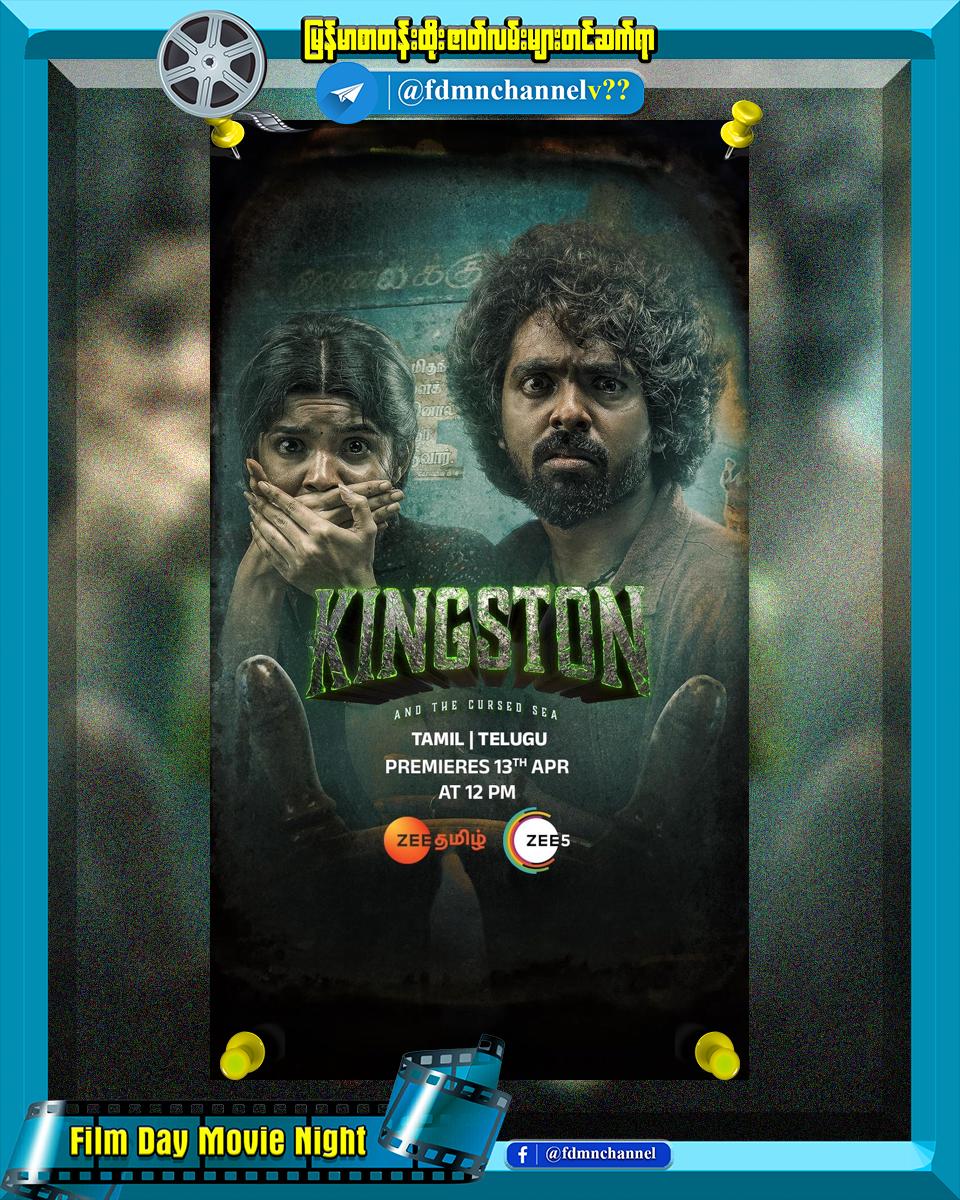 မြန်မာစာတန်းထိုးဇာတ်လမ်းများတင်ဆက်ရာ
@fdmnchannelv??
KINGSTON
AND THE CURSED SEA
TAMIL | TELUGU
PREMIERES 13TH APR
AT 12 PM
ZEE தமிழ் ZEE5
Film Day Movie Night
f @fdmnchannel